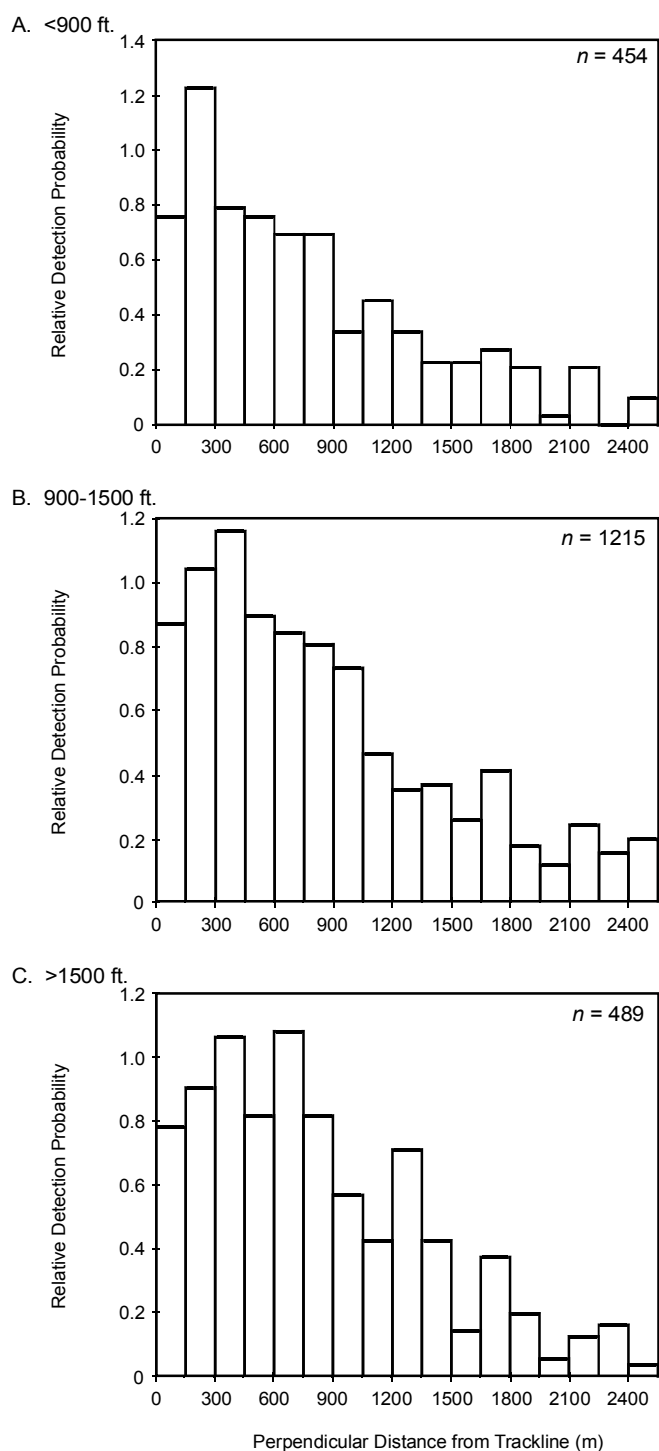 A. <900 ft.
n = 454
Relative Detection Probability
1.4
1.2
1.0
0.8
0.6
0.4
0.2
0
0 300 600 900 1200 1500 1800 2100 2400
B. 900-1500 ft.
n = 1215
Relative Detection Probability
1.2
1.0
0.8
0.6
0.4
0.2
0
0 300 600 900 1200 1500 1800 2100 2400
C. >1500 ft.
n = 489
Relative Detection Probability
1.2
1.0
0.8
0.6
0.4
0.2
0
0 300 600 900 1200 1500 1800 2100 2400
Perpendicular Distance from Trackline (m)